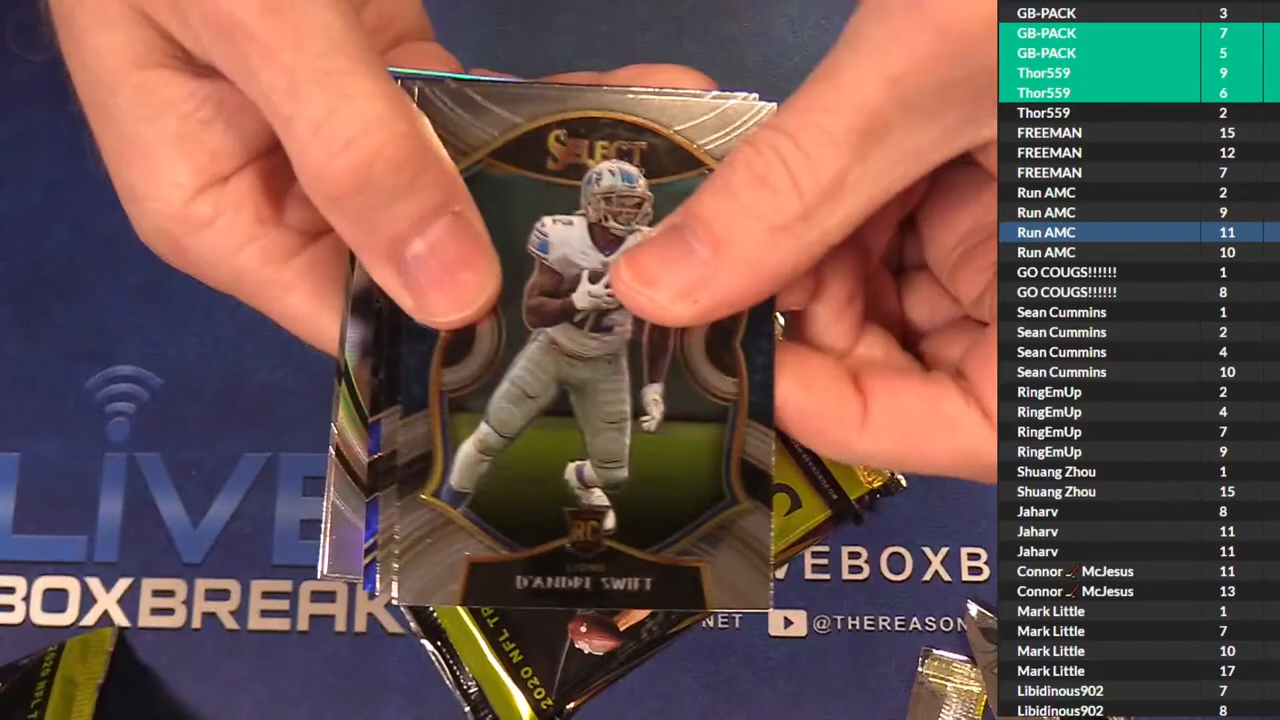 SELECT
RC
LIONS
D'ANDRE SWIFT
LIVE
BOXBREAK
VEBOXB
NET
@THEREASON
2020 NFL TR
GB-PACK 3
GB-PACK 7
GB-PACK 5
Thor559 9
Thor559 6
Thor559 2
FREEMAN 15
FREEMAN 12
FREEMAN 7
Run AMC 2
Run AMC 9
Run AMC 11
Run AMC 10
GO COUGS!!!!!! 1
GO COUGS!!!!!! 8
Sean Cummins 1
Sean Cummins 2
Sean Cummins 4
Sean Cummins 10
RingEmUp 2
RingEmUp 4
RingEmUp 7
RingEmUp 9
Shuang Zhou 1
Shuang Zhou 15
Jaharv 8
Jaharv 11
Jaharv 11
Connor 🏒 McJesus 11
Connor 🏒 McJesus 13
Mark Little 1
Mark Little 7
Mark Little 10
Mark Little 17
Libidinous902 7
Libidinous902 8